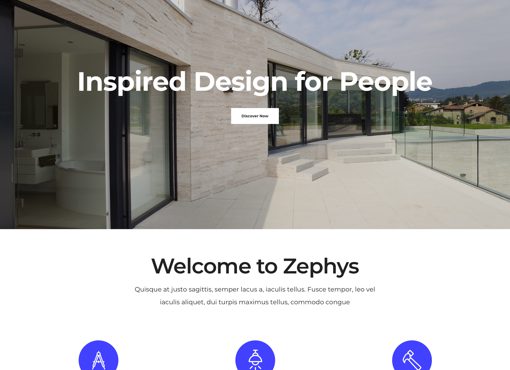 Inspired Design for People
Discover Now
Welcome to Zephys
Quisque at justo sagittis, semper lacus a, iaculis tellus. Fusce tempor, leo vel
iaculis aliquet, dui turpis maximus tellus, commodo congue